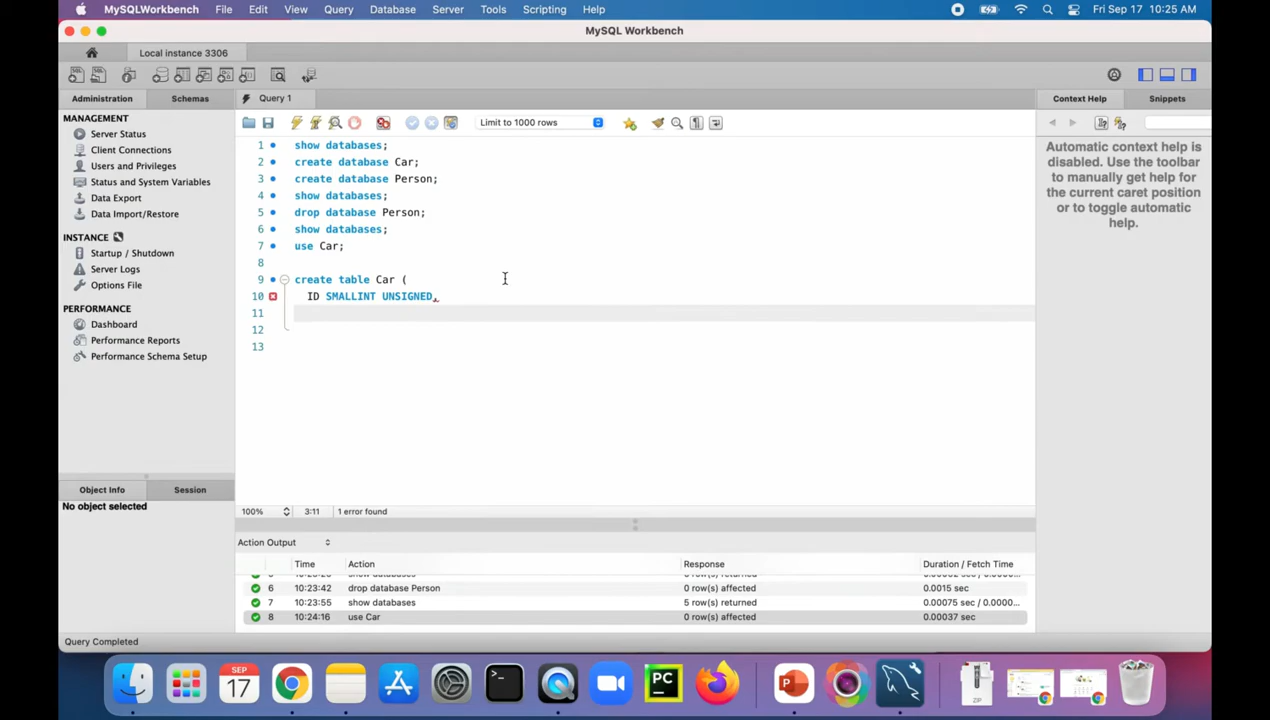 MySQLWorkbench File Edit View Query Database Server Tools Scripting Help Fri Sep 17 10:25 AM
MySQL Workbench
Local instance 3306
Administration Schemas Query 1 Context Help Snippets
Limit to 1000 rows
MANAGEMENT
Server Status
Client Connections
Users and Privileges
Status and System Variables
Data Export
Data Import/Restore
INSTANCE
Startup / Shutdown
Server Logs
Options File
PERFORMANCE
Dashboard
Performance Reports
Performance Schema Setup
Object Info Session
No object selected
1 show databases;
2 create database Car;
3 create database Person;
4 show databases;
5 drop database Person;
6 show databases;
7 use Car;
8
9 create table Car (
10 ID SMALLINT UNSIGNED,
11
12
13
Automatic context help is
disabled. Use the toolbar
to manually get help for
the current caret position
or to toggle automatic
help.
100% 3:11 1 error found
Action Output
Time Action Response Duration / Fetch Time
6 10:23:42 drop database Person 0 row(s) affected 0.0015 sec
7 10:23:55 show databases 5 row(s) returned 0.00075 sec / 0.0000...
8 10:24:16 use Car 0 row(s) affected 0.00037 sec
Query Completed
SEP
17
PC
ZIP